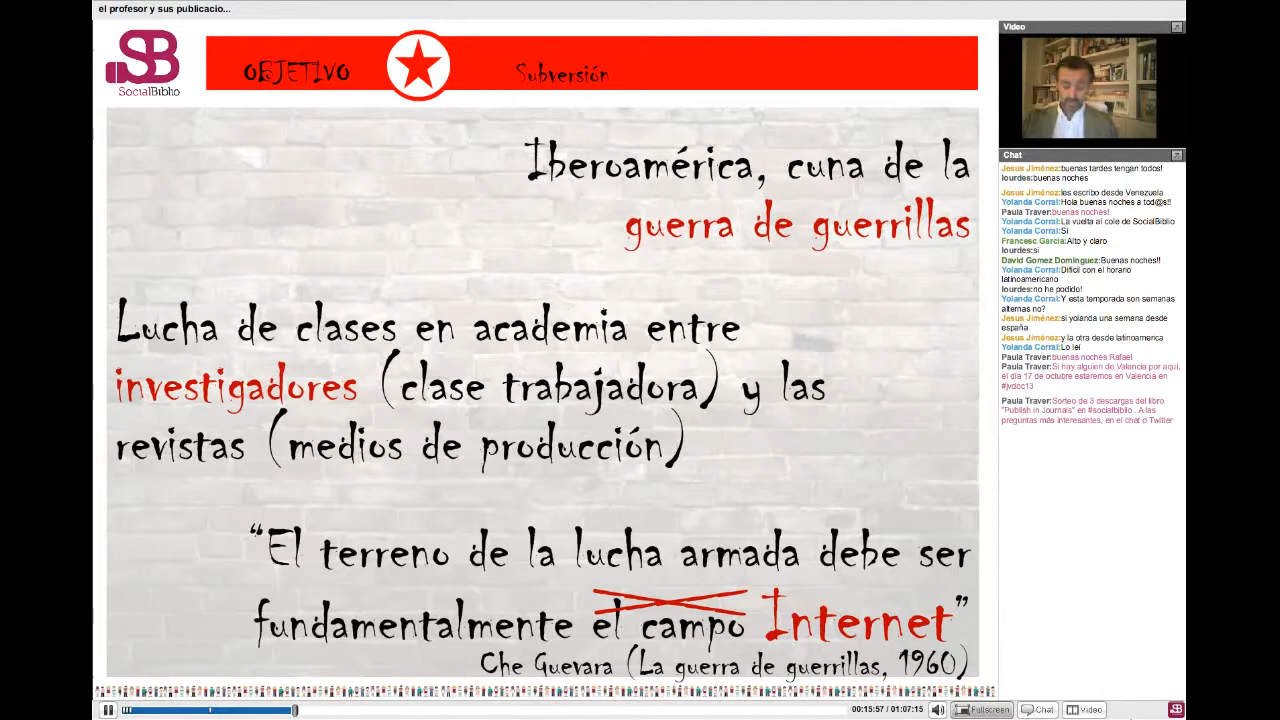 el profesor y sus publicacio...
SB
SocialBiblio
OBJETIVO
Subversión
Iberoamérica, cuna de la
guerra de guerrillas
Lucha de clases en academia entre
investigadores (clase trabajadora) y las
revistas (medios de producción)
“El terreno de la lucha armada debe ser
fundamentalmente el campo Internet”
Che Guevara (La guerra de guerrillas, 1960)
Video
Chat
Jesus Jiménez:buenas tardes tengan todos!
lourdes:buenas noches
Jesus Jiménez:les escribo desde Venezuela
Yolanda Corral:Hola buenas noches a tod@s!!
Paula Traver:buenas noches!
Yolanda Corral:La vuelta al cole de SocialBiblio
Yolanda Corral:Si
Francesc García:Alto y claro
lourdes:si
David Gomez Dominguez:Buenas noches!!
Yolanda Corral:Dificil con el horario
latinoamericano
lourdes:no he podido!
Yolanda Corral:Y esta temporada son semanas
alternas no?
Jesus Jiménez:si yolanda una semana desde
españa
Jesus Jiménez:y la otra desde latinoamerica
Yolanda Corral:Lo leí
Paula Traver:buenas noches Rafael
Paula Traver:Si hay alguien de Valencia por aquí,
el día 17 de octubre estaremos en València en
#jvdoc13
Paula Traver:Sorteo de 3 descargas del libro
"Publish in Journals" en #socialbiblio . A las
preguntas más interesantes, en el chat o Twitter
00:15:57 / 01:07:15
Fullscreen
Chat
Video
SB